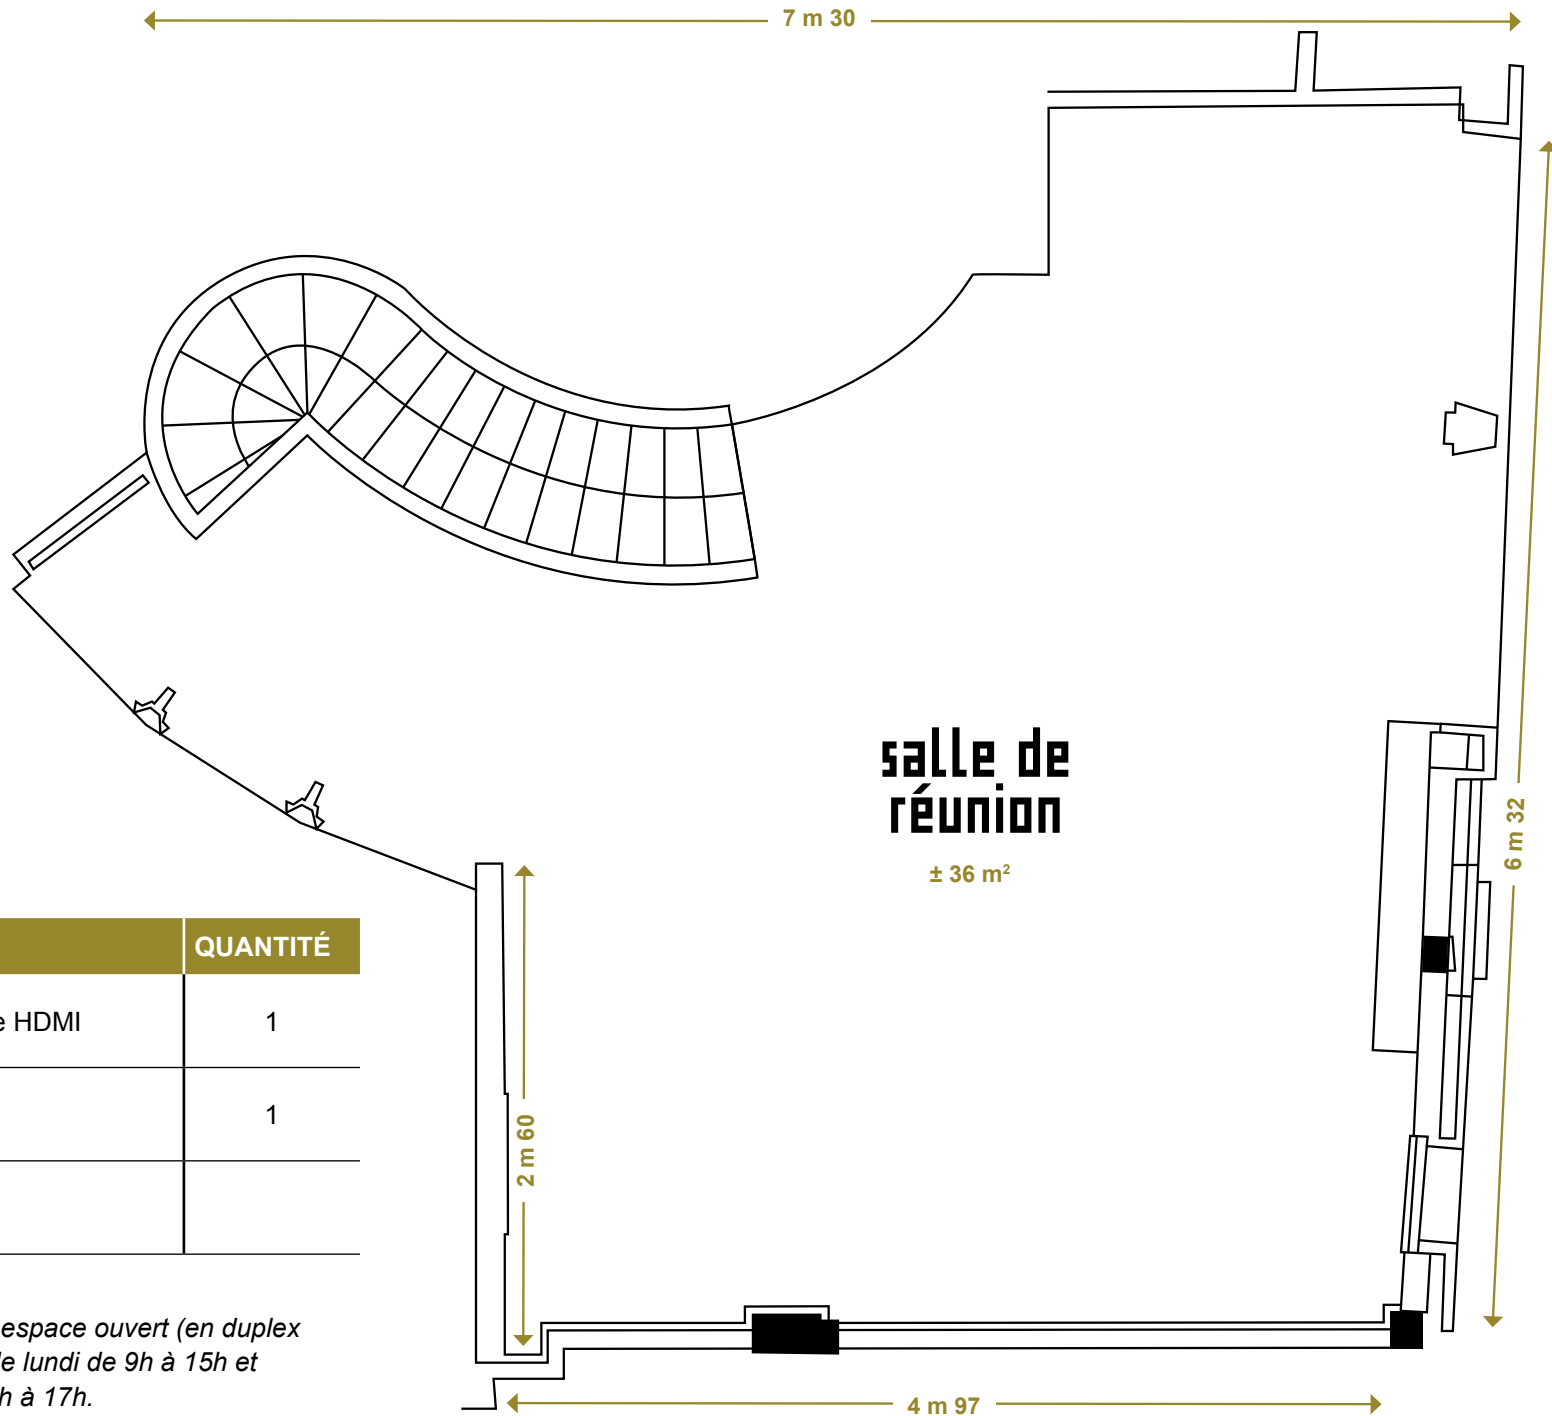 7 m 30
salle de
réunion
± 36 m²
6 m 32
2 m 60
4 m 97
QUANTITÉ
HDMI 1
1
espace ouvert (en duplex
le lundi de 9h à 15h et
h à 17h.